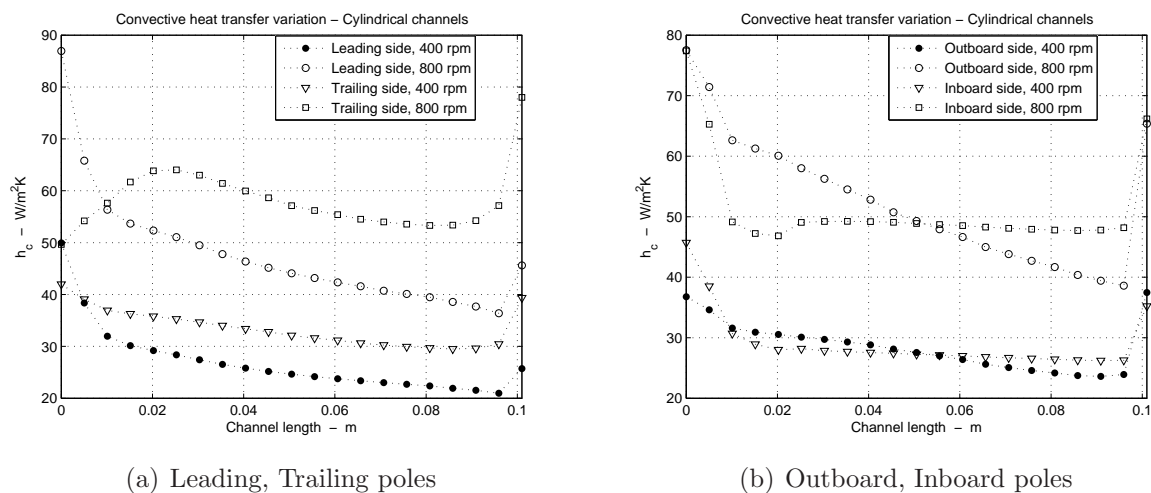 Convective heat transfer variation − Cylindrical channels
90
80
70
60
50
40
30
20
h_c − W/m²K
Leading side, 400 rpm
Leading side, 800 rpm
Trailing side, 400 rpm
Trailing side, 800 rpm
0 0.02 0.04 0.06 0.08 0.1
Channel length − m
(a) Leading, Trailing poles
Convective heat transfer variation − Cylindrical channels
80
70
60
50
40
30
20
h_c − W/m²K
Outboard side, 400 rpm
Outboard side, 800 rpm
Inboard side, 400 rpm
Inboard side, 800 rpm
0 0.02 0.04 0.06 0.08 0.1
Channel length − m
(b) Outboard, Inboard poles